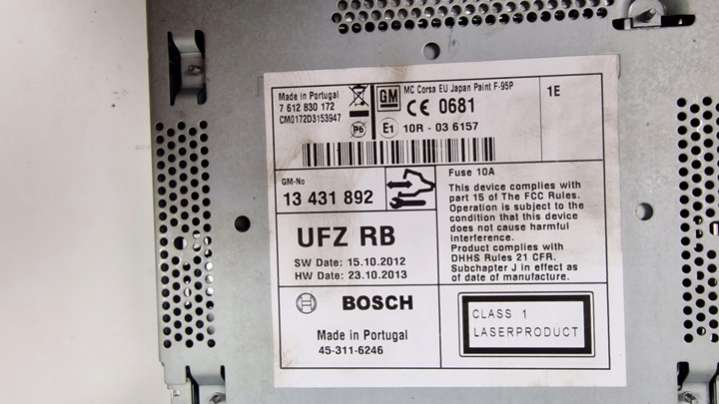 Made in Portugal
7 612 830 172
CM0172D3153947
Pb
GM
MC Corsa EU Japan Paint F-95P
CE 0681
E1 10R - 03 6157
1E
GM-No
13 431 892
Fuse 10A
This device complies with
part 15 of The FCC Rules.
Operation is subject to the
condition that this device
does not cause harmful
interference.
Product complies with
DHHS Rules 21 CFR.
Subchapter J in effect as
of date of manufacture.
UFZ RB
SW Date: 15.10.2012
HW Date: 23.10.2013
BOSCH
Made in Portugal
45-311-6246
CLASS 1
LASERPRODUCT